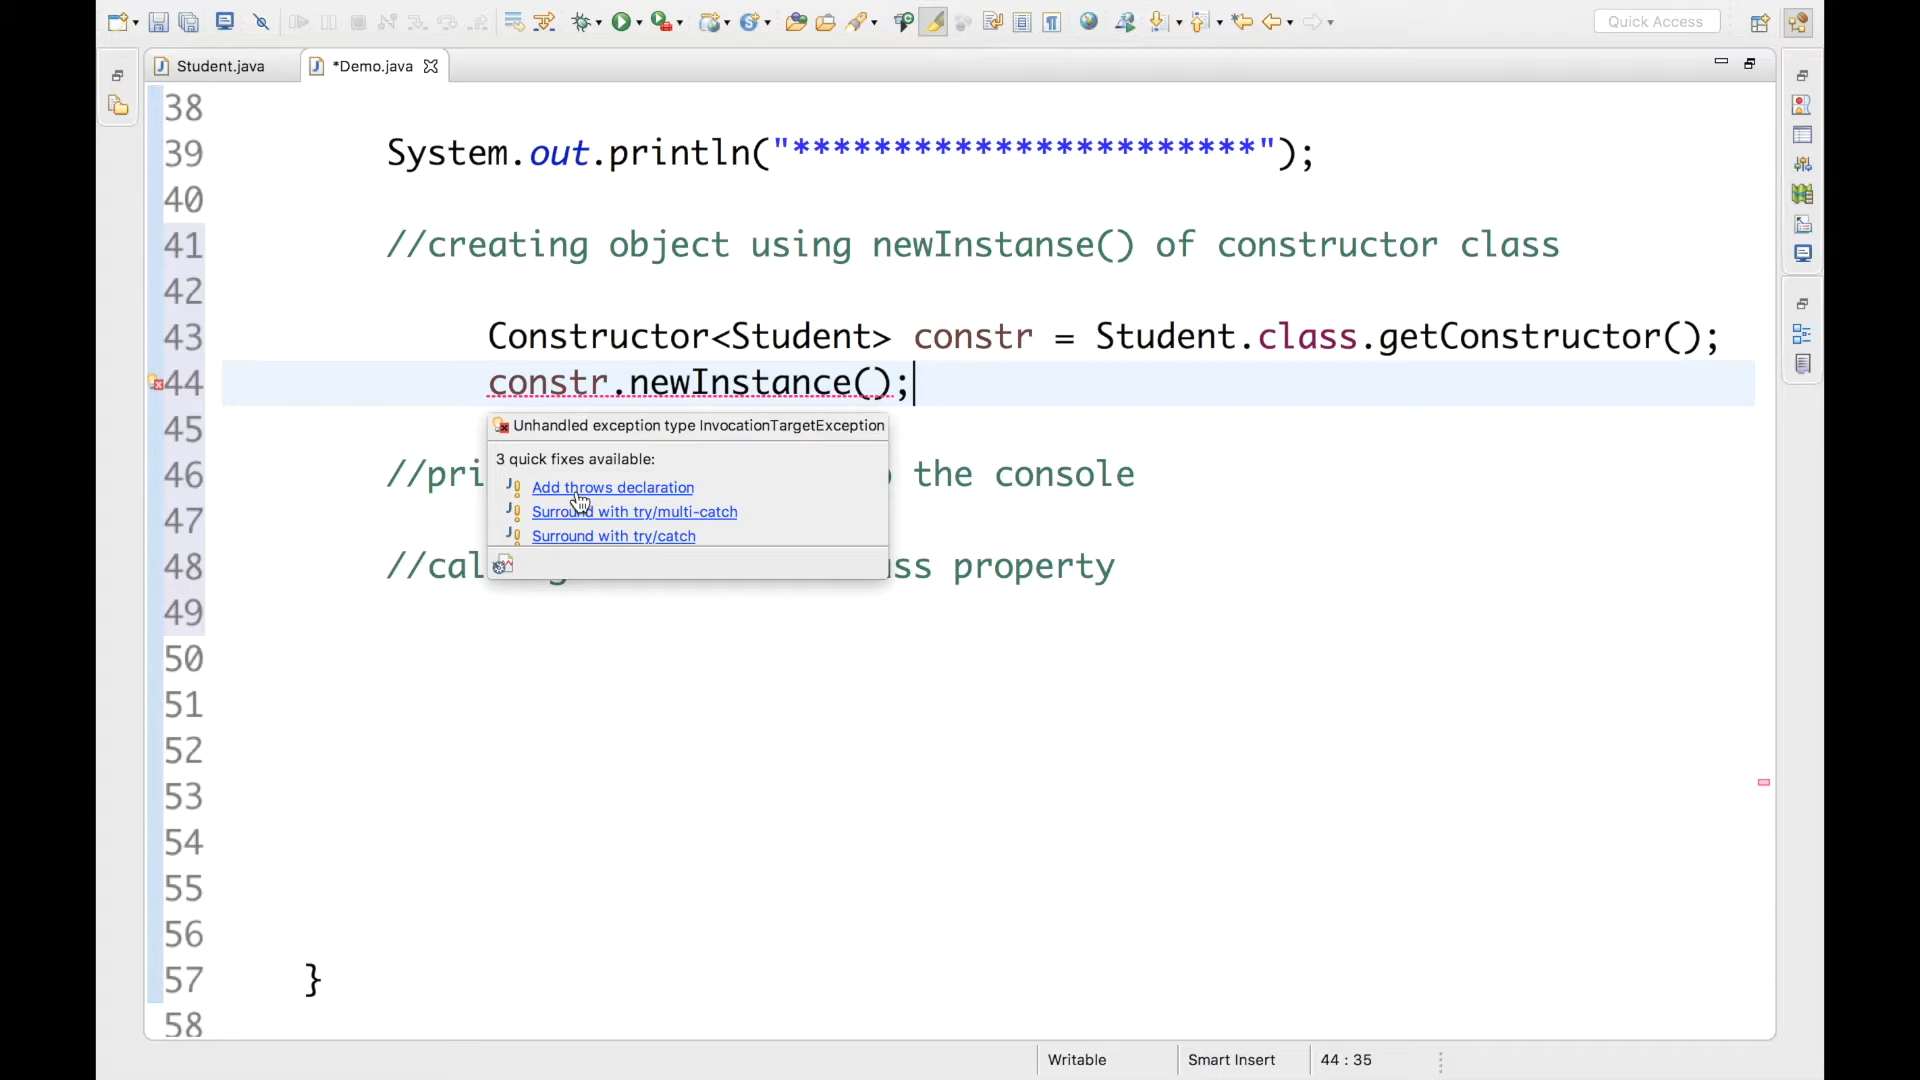 Quick Access
Student.java
*Demo.java
38
39 System.out.println("***********************");
40
41 //creating object using newInstanse() of constructor class
42
43 Constructor<Student> constr = Student.class.getConstructor();
44 constr.newInstance();
45
Unhandled exception type InvocationTargetException
3 quick fixes available:
46 //pri the console
Add throws declaration
Surround with try/multi-catch
47
Surround with try/catch
48 //cal ss property
49
50
51
52
53
54
55
56
57 }
58
Writable
Smart Insert
44 : 35